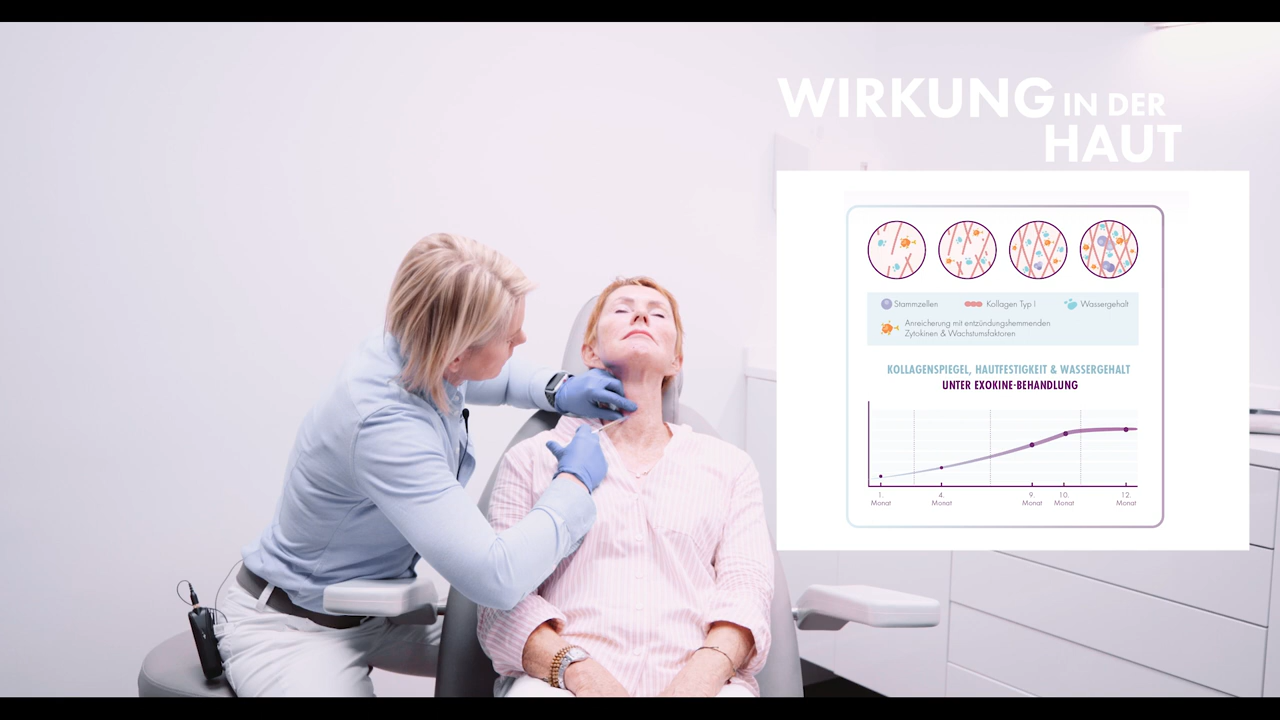 WIRKUNG IN DER
HAUT
Stammzellen
Kollagen Typ I
Wassergehalt
Anreicherung mit entzündungshemmenden
Zytokinen & Wachstumsfaktoren
KOLLAGENSPIEGEL, HAUTFESTIGKEIT & WASSERGEHALT
UNTER EXOKINE-BEHANDLUNG
1. 4. 9. 10. 12.
Monat Monat Monat Monat Monat